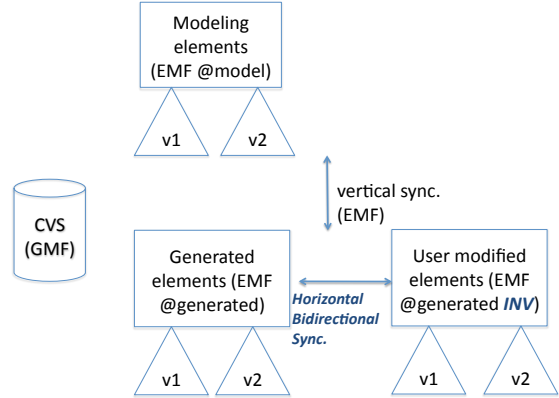 Modeling
elements
(EMF @model)
v1
v2
vertical sync.
(EMF)
CVS
(GMF)
Generated
elements (EMF
@generated)
Horizontal
Bidirectional
Sync.
User modified
elements (EMF
@generated INV)
v1
v2
v1
v2